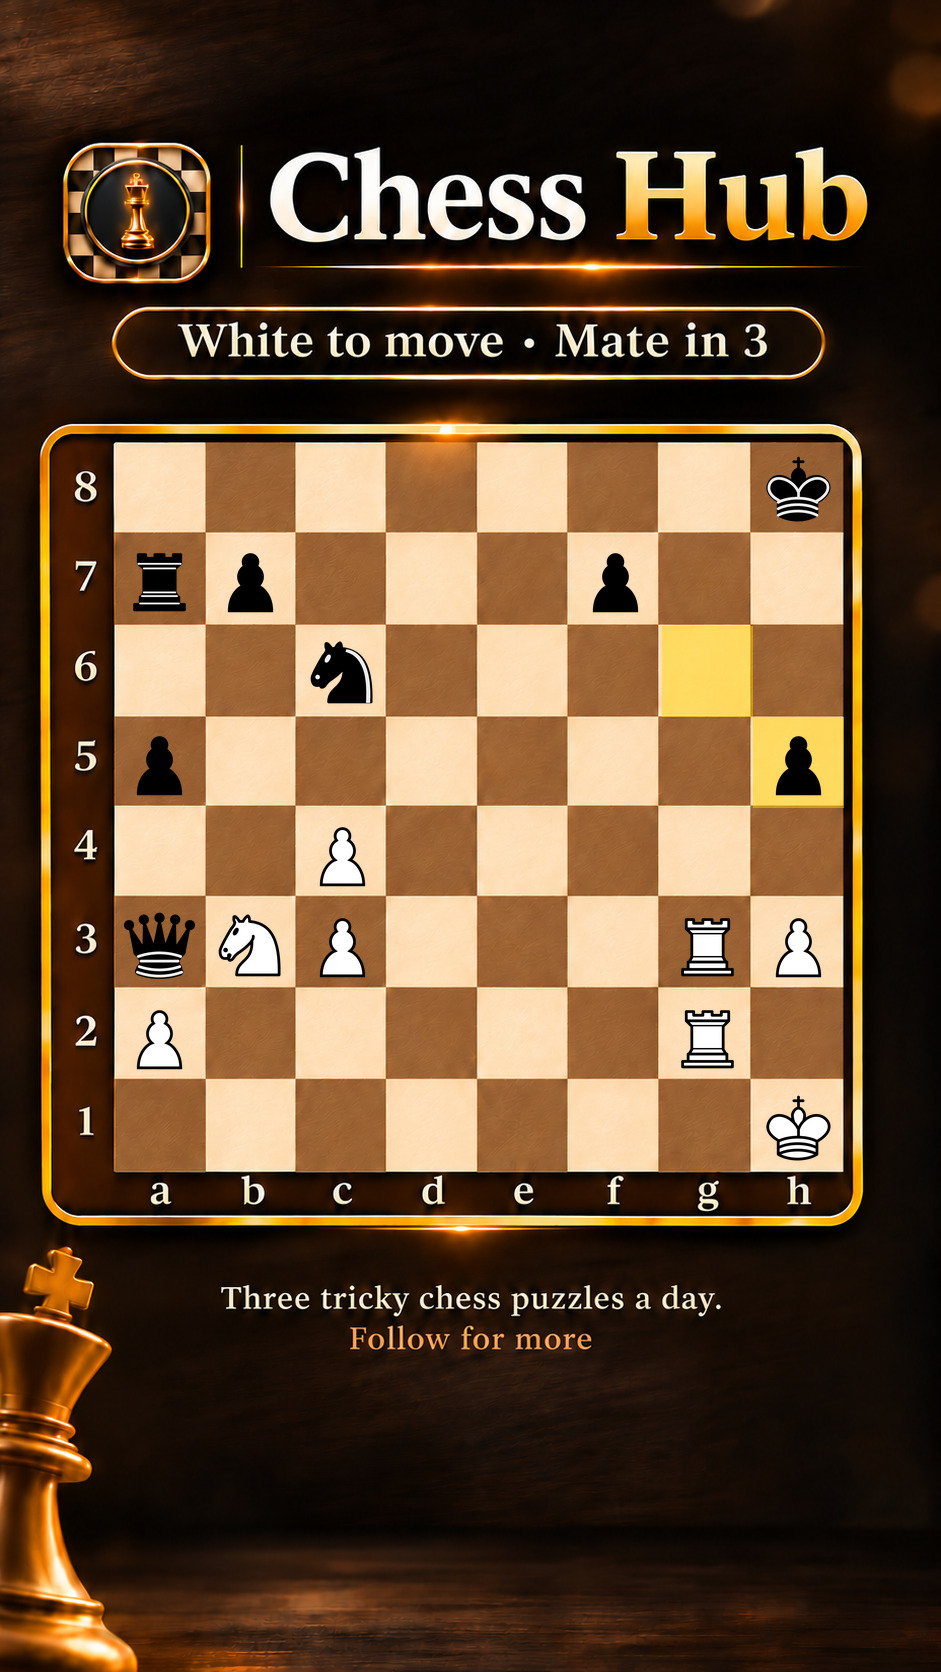 Chess Hub
White to move • Mate in 3
8
7
6
5
4
3
2
1
a b c d e f g h
Three tricky chess puzzles a day.
Follow for more